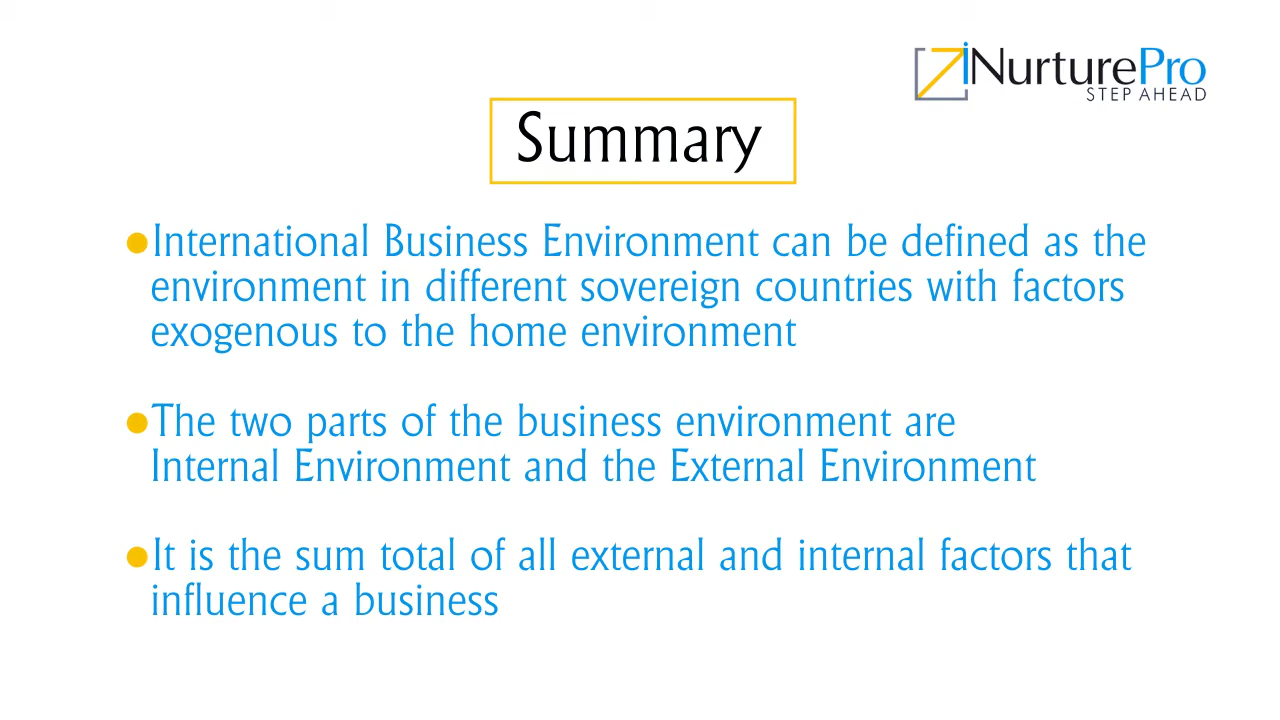 iNurturePro
STEP AHEAD
Summary
●International Business Environment can be defined as the
environment in different sovereign countries with factors
exogenous to the home environment
●The two parts of the business environment are
Internal Environment and the External Environment
●It is the sum total of all external and internal factors that
influence a business